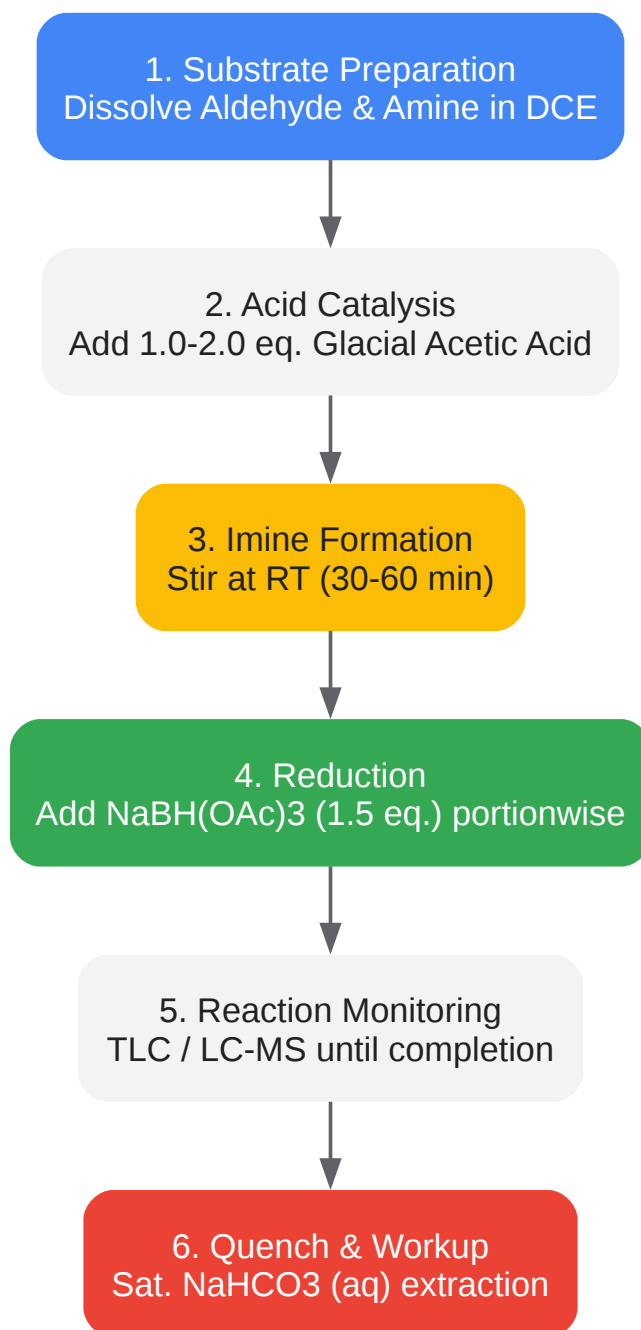 1. Substrate Preparation
Dissolve Aldehyde & Amine in DCE
2. Acid Catalysis
Add 1.0-2.0 eq. Glacial Acetic Acid
3. Imine Formation
Stir at RT (30-60 min)
4. Reduction
Add NaBH(OAc)3 (1.5 eq.) portionwise
5. Reaction Monitoring
TLC / LC-MS until completion
6. Quench & Workup
Sat. NaHCO3 (aq) extraction